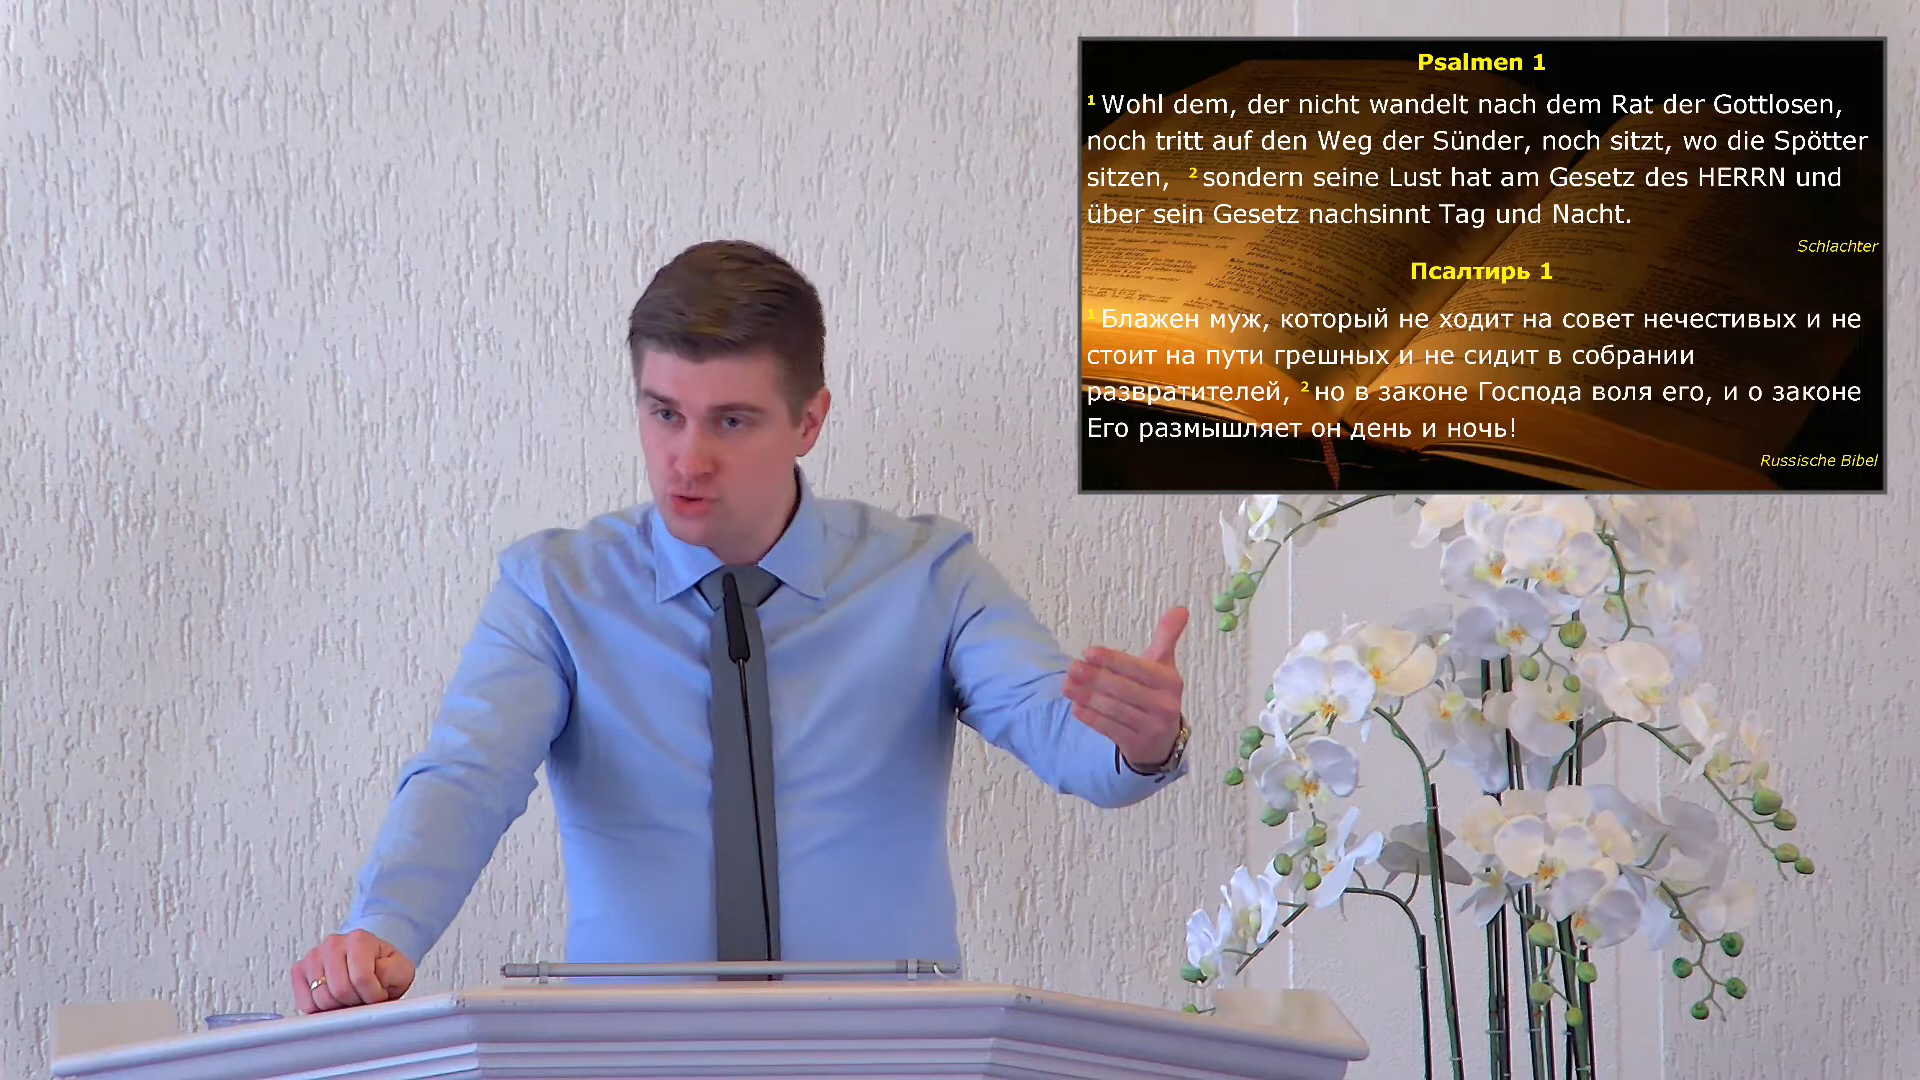 Psalmen 1
1 Wohl dem, der nicht wandelt nach dem Rat der Gottlosen,
noch tritt auf den Weg der Sünder, noch sitzt, wo die Spötter
sitzen, 2 sondern seine Lust hat am Gesetz des HERRN und
über sein Gesetz nachsinnt Tag und Nacht.
Schlachter
Псалтирь 1
1 Блажен муж, который не ходит на совет нечестивых и не
стоит на пути грешных и не сидит в собрании
развратителей, 2 но в законе Господа воля его, и о законе
Его размышляет он день и ночь!
Russische Bibel